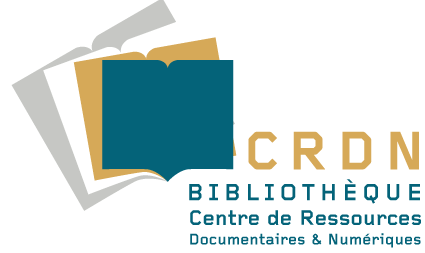 CRDN
BIBLIOTHÈQUE
Centre de Ressources
Documentaires & Numériques